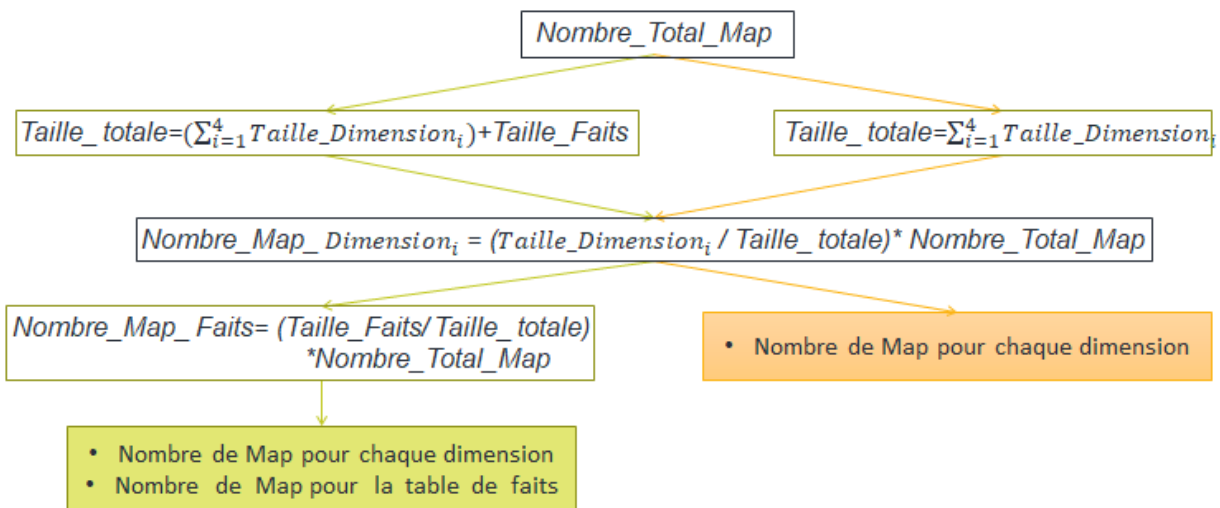 Nombre_Total_Map
Taille_ totale=(∑⁴ᵢ₌₁ Taille_Dimensionᵢ)+Taille_Faits
Taille_ totale=∑⁴ᵢ₌₁ Taille_Dimensionᵢ
Nombre_Map_ Dimensionᵢ = (Taille_Dimensionᵢ / Taille_ totale)* Nombre_Total_Map
Nombre_Map_ Faits= (Taille_Faits/ Taille_ totale)
*Nombre_Total_Map
• Nombre de Map pour chaque dimension
• Nombre de Map pour chaque dimension
• Nombre de Map pour la table de faits